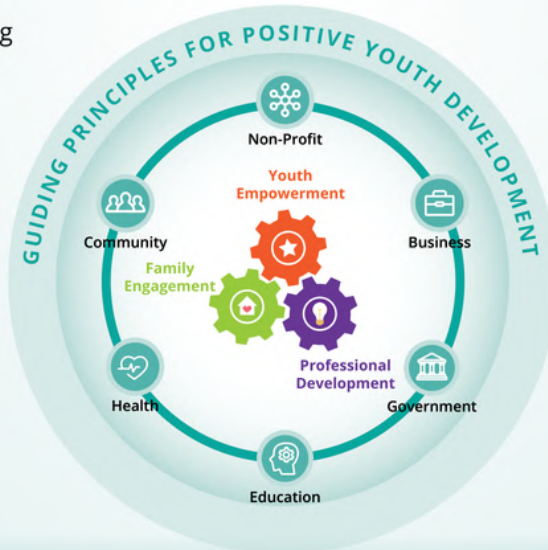 g
GUIDING PRINCIPLES FOR POSITIVE YOUTH DEVELOPMENT
Non-Profit
Youth
Empowerment
Community
Business
Family
Engagement
Professional
Development
Health
Government
Education